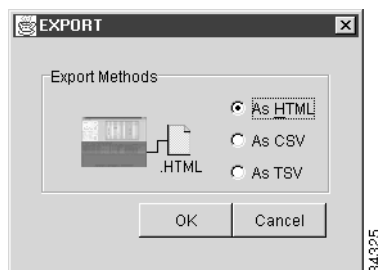 EXPORT
Export Methods
As HTML
As CSV
.HTML
As TSV
OK Cancel
84325